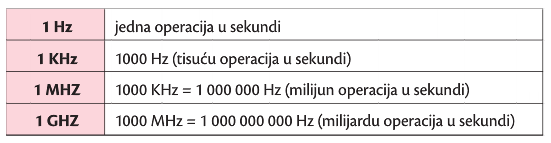 1 Hz jedna operacija u sekundi
1 KHz 1000 Hz (tisuću operacija u sekundi)
1 MHZ 1000 KHz = 1 000 000 Hz (milijun operacija u sekundi)
1 GHZ 1000 MHz = 1 000 000 000 Hz (milijardu operacija u sekundi)